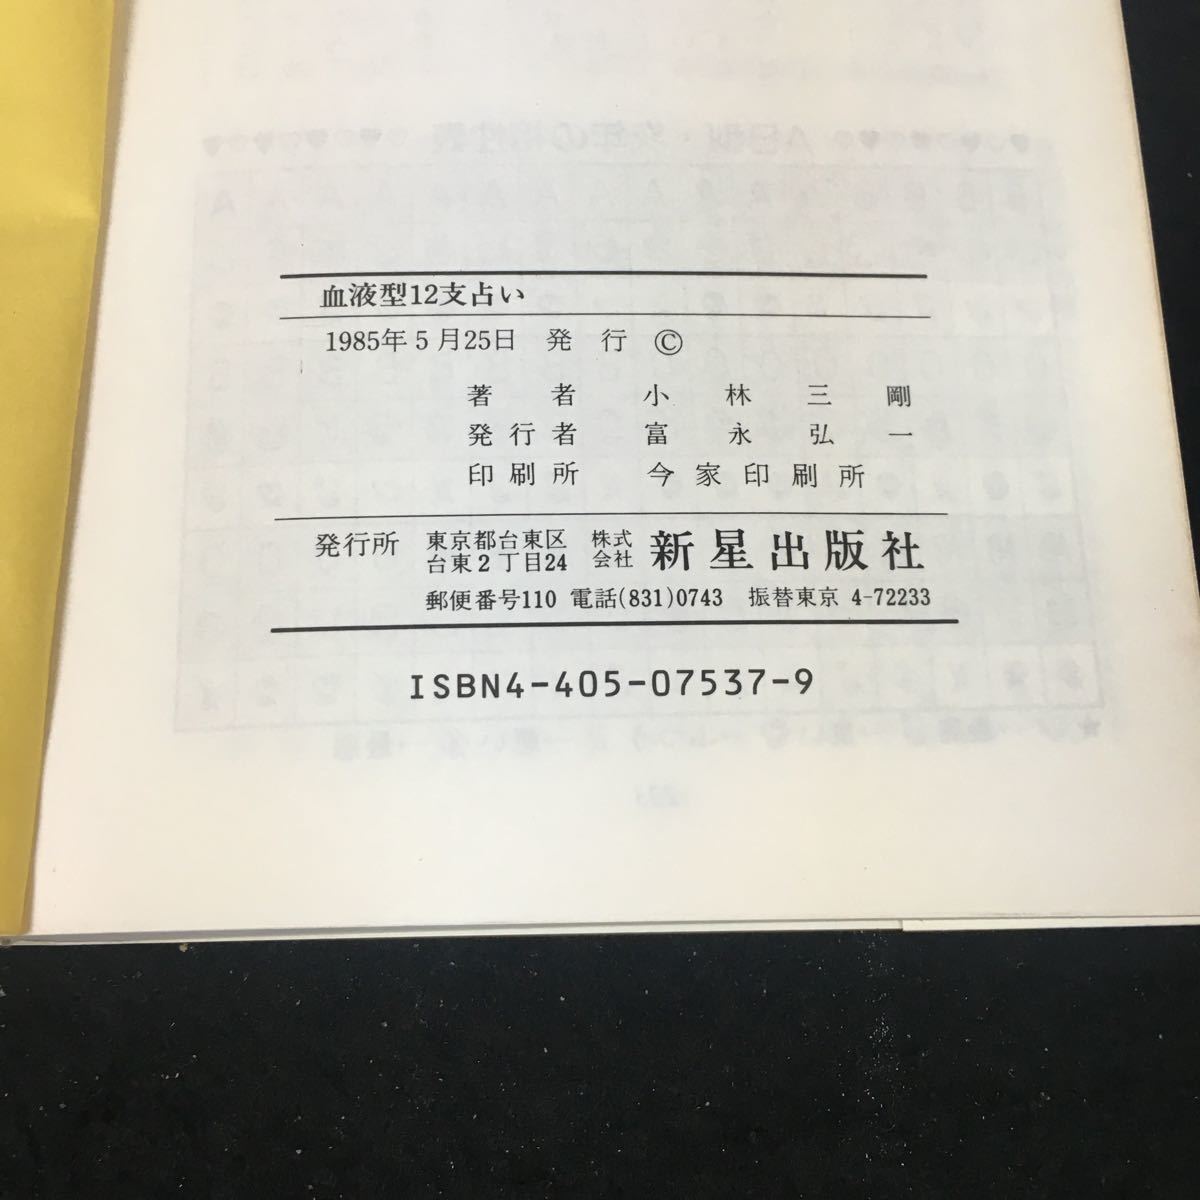 血液型12支占い
1985年5月25日 発行 ©
著者 小林三剛
発行者 富永弘一
印刷所 今家印刷所
発行所 東京都台東区台東2丁目24 株式会社 新星出版社
郵便番号110 電話(831)0743 振替東京 4-72233
ISBN4-405-07537-9